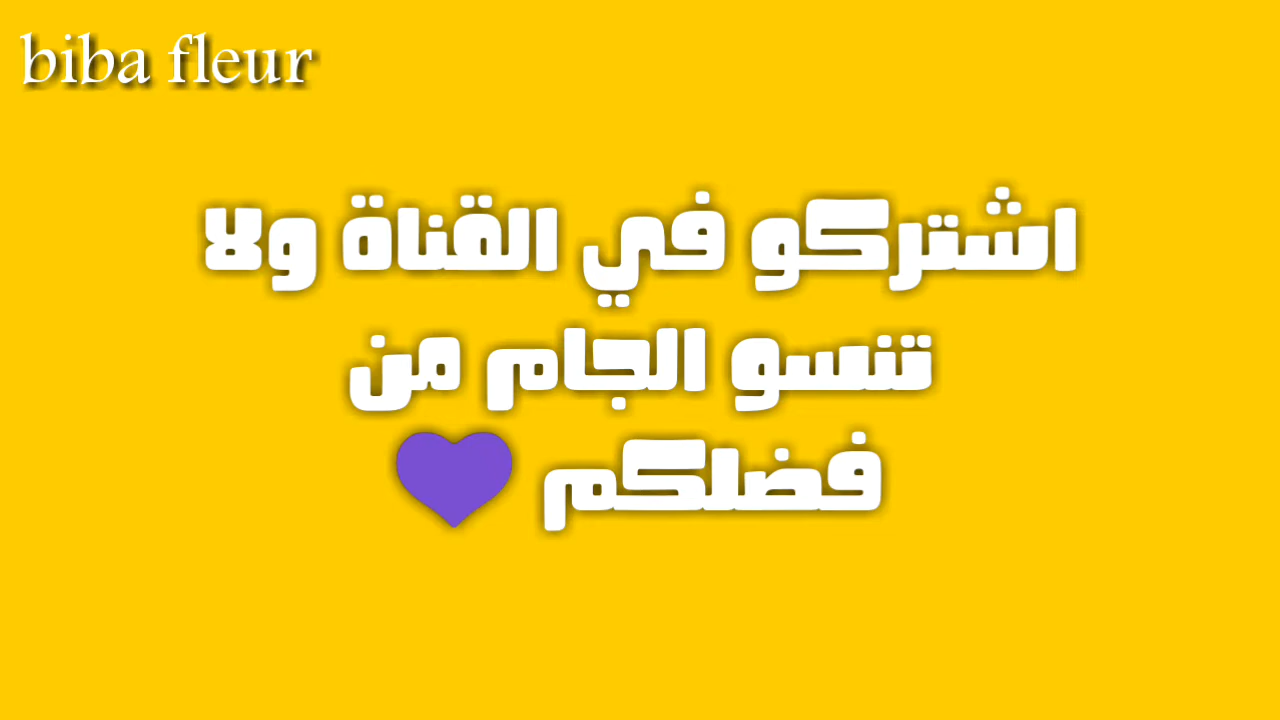 biba fleur
اشتركو في القناة ولا
تنسو الجام من
فضلكم 💜